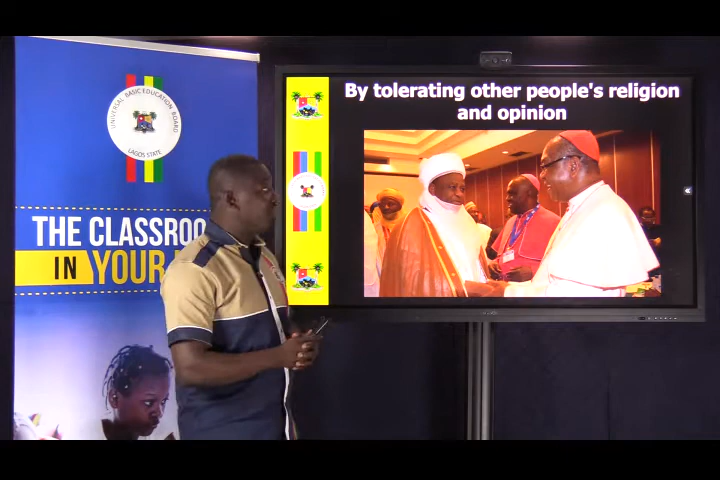 UNIVERSAL BASIC EDUCATION BOARD
LAGOS STATE
THE CLASSROO
IN YOUR
By tolerating other people's religion
and opinion